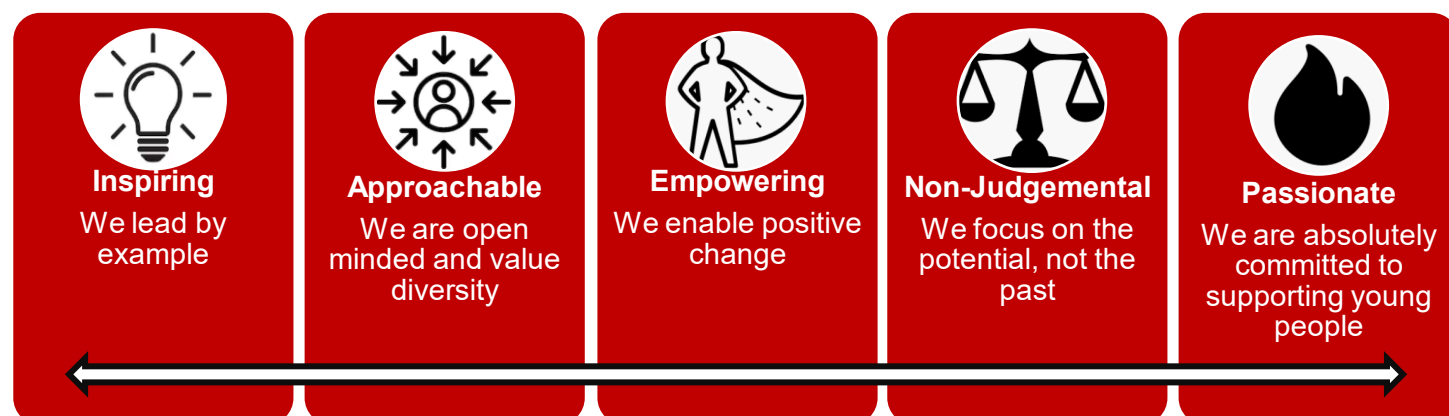 Inspiring
We lead by
example
Approachable
We are open
minded and value
diversity
Empowering
We enable positive
change
Non-Judgemental
We focus on the
potential, not the
past
Passionate
We are absolutely
committed to
supporting young
people